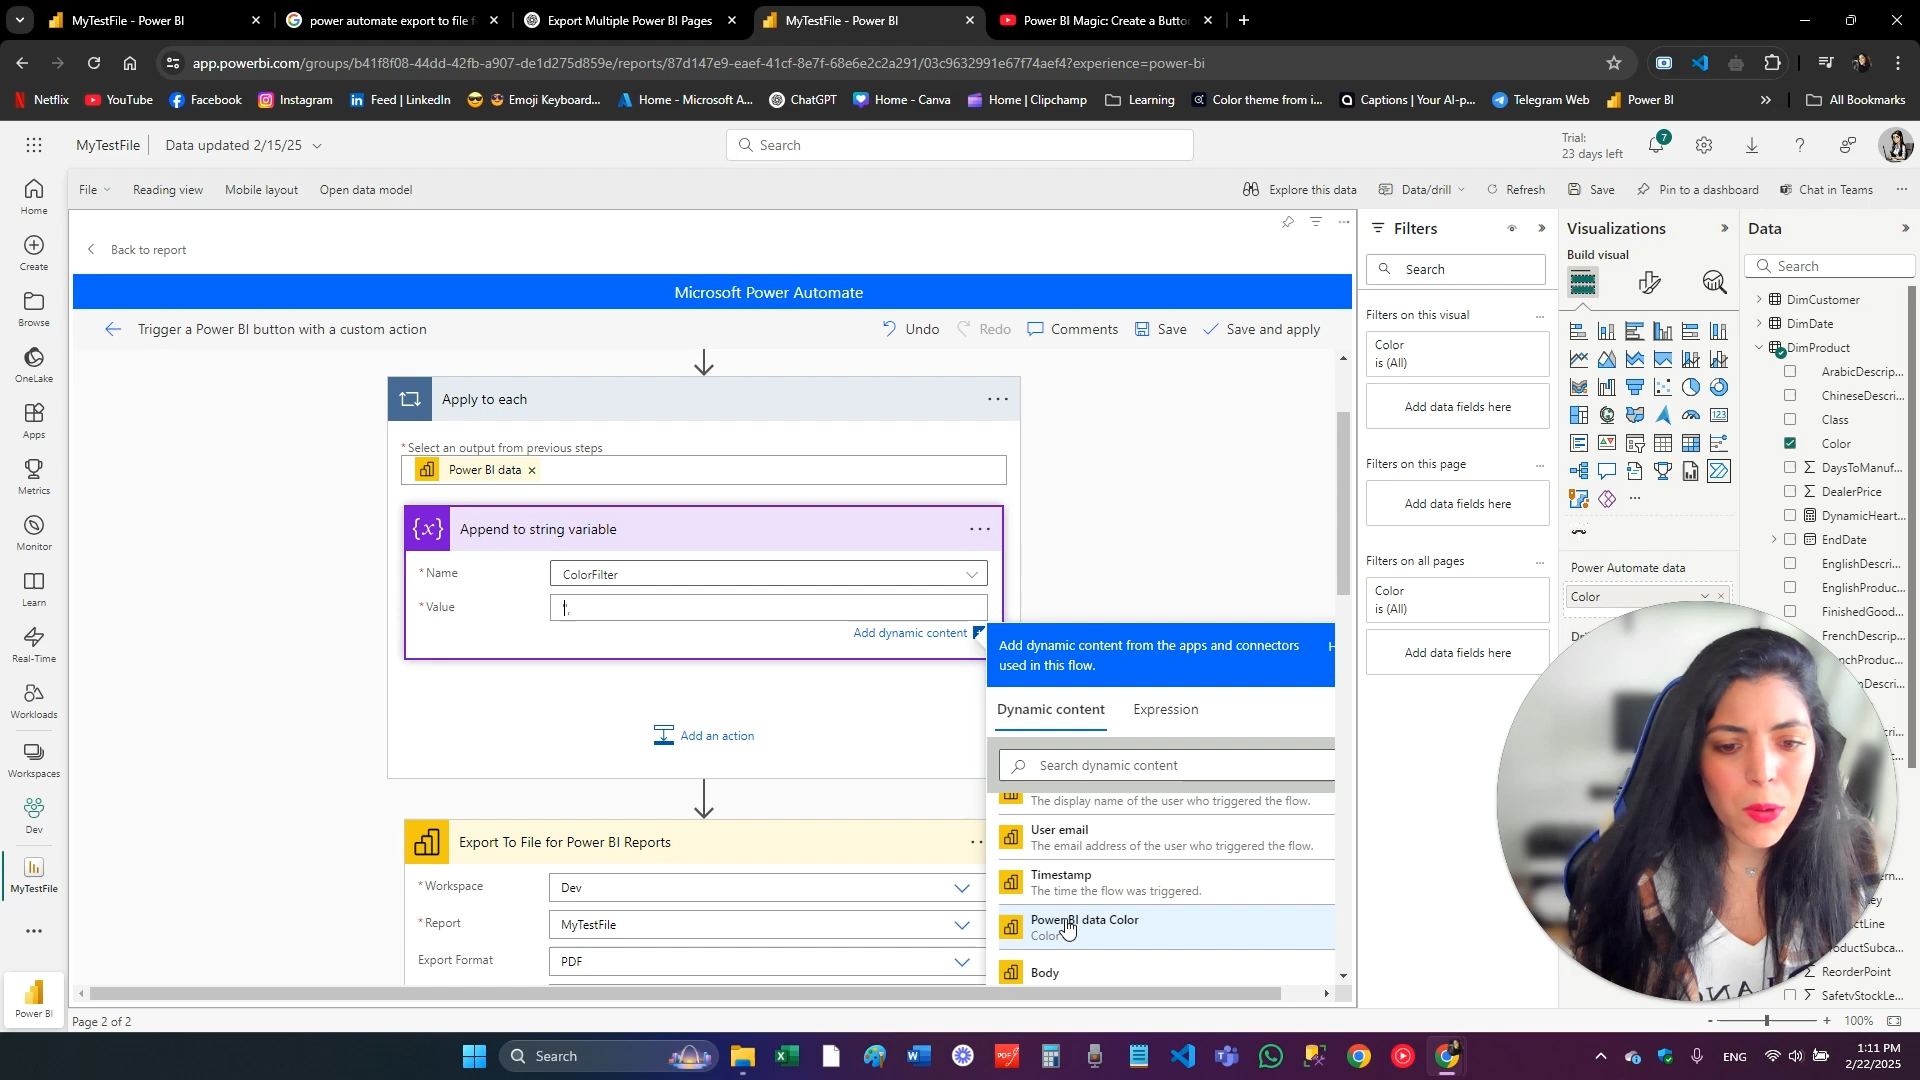 MyTestFile - Power BI
power automate export to file f
Export Multiple Power BI Pages
MyTestFile - Power BI
Power BI Magic: Create a Butto
app.powerbi.com/groups/b41f8f08-44dd-42fb-a907-de1d275d859e/reports/87d147e9-eaef-41cf-8e7f-68e6e2c2a291/03c9632991e67f74aef4?experience=power-bi
Netflix
YouTube
Facebook
Instagram
Feed | LinkedIn
Emoji Keyboard...
Home - Microsoft A...
ChatGPT
Home - Canva
Home | Clipchamp
Learning
Color theme from i...
Captions | Your AI-p...
Telegram Web
Power BI
All Bookmarks
MyTestFile
Data updated 2/15/25
Search
Trial:
23 days left
7
File
Reading view
Mobile layout
Open data model
Explore this data
Data/drill
Refresh
Save
Pin to a dashboard
Chat in Teams
Home
Create
Browse
OneLake
Apps
Metrics
Monitor
Learn
Real-Time
Workloads
Workspaces
Dev
MyTestFile
Power BI
Back to report
Microsoft Power Automate
Trigger a Power BI button with a custom action
Undo
Redo
Comments
Save
Save and apply
Apply to each
* Select an output from previous steps
Power BI data
{x}
Append to string variable
* Name
ColorFilter
* Value
Add dynamic content
Add an action
Export To File for Power BI Reports
* Workspace
Dev
* Report
MyTestFile
Export Format
PDF
Add dynamic content from the apps and connectors
used in this flow.
Dynamic content
Expression
Search dynamic content
The display name of the user who triggered the flow.
User email
The email address of the user who triggered the flow.
Timestamp
The time the flow was triggered.
Power BI data Color
Color
Body
Page 2 of 2
Filters
Search
Filters on this visual
Color
is (All)
Add data fields here
Filters on this page
Add data fields here
Filters on all pages
Color
is (All)
Add data fields here
Visualizations
Build visual
123
Power Automate data
Color
Data
Search
DimCustomer
DimDate
DimProduct
ArabicDescrip...
ChineseDescri...
Class
Color
DaysToManuf...
DealerPrice
DynamicHeart...
EndDate
EnglishDescri...
EnglishProduc...
FinishedGood...
FrenchDescrip...
ReorderPoint
SafetyStockLe...
100%
Search
ENG
1:11 PM
2/22/2025